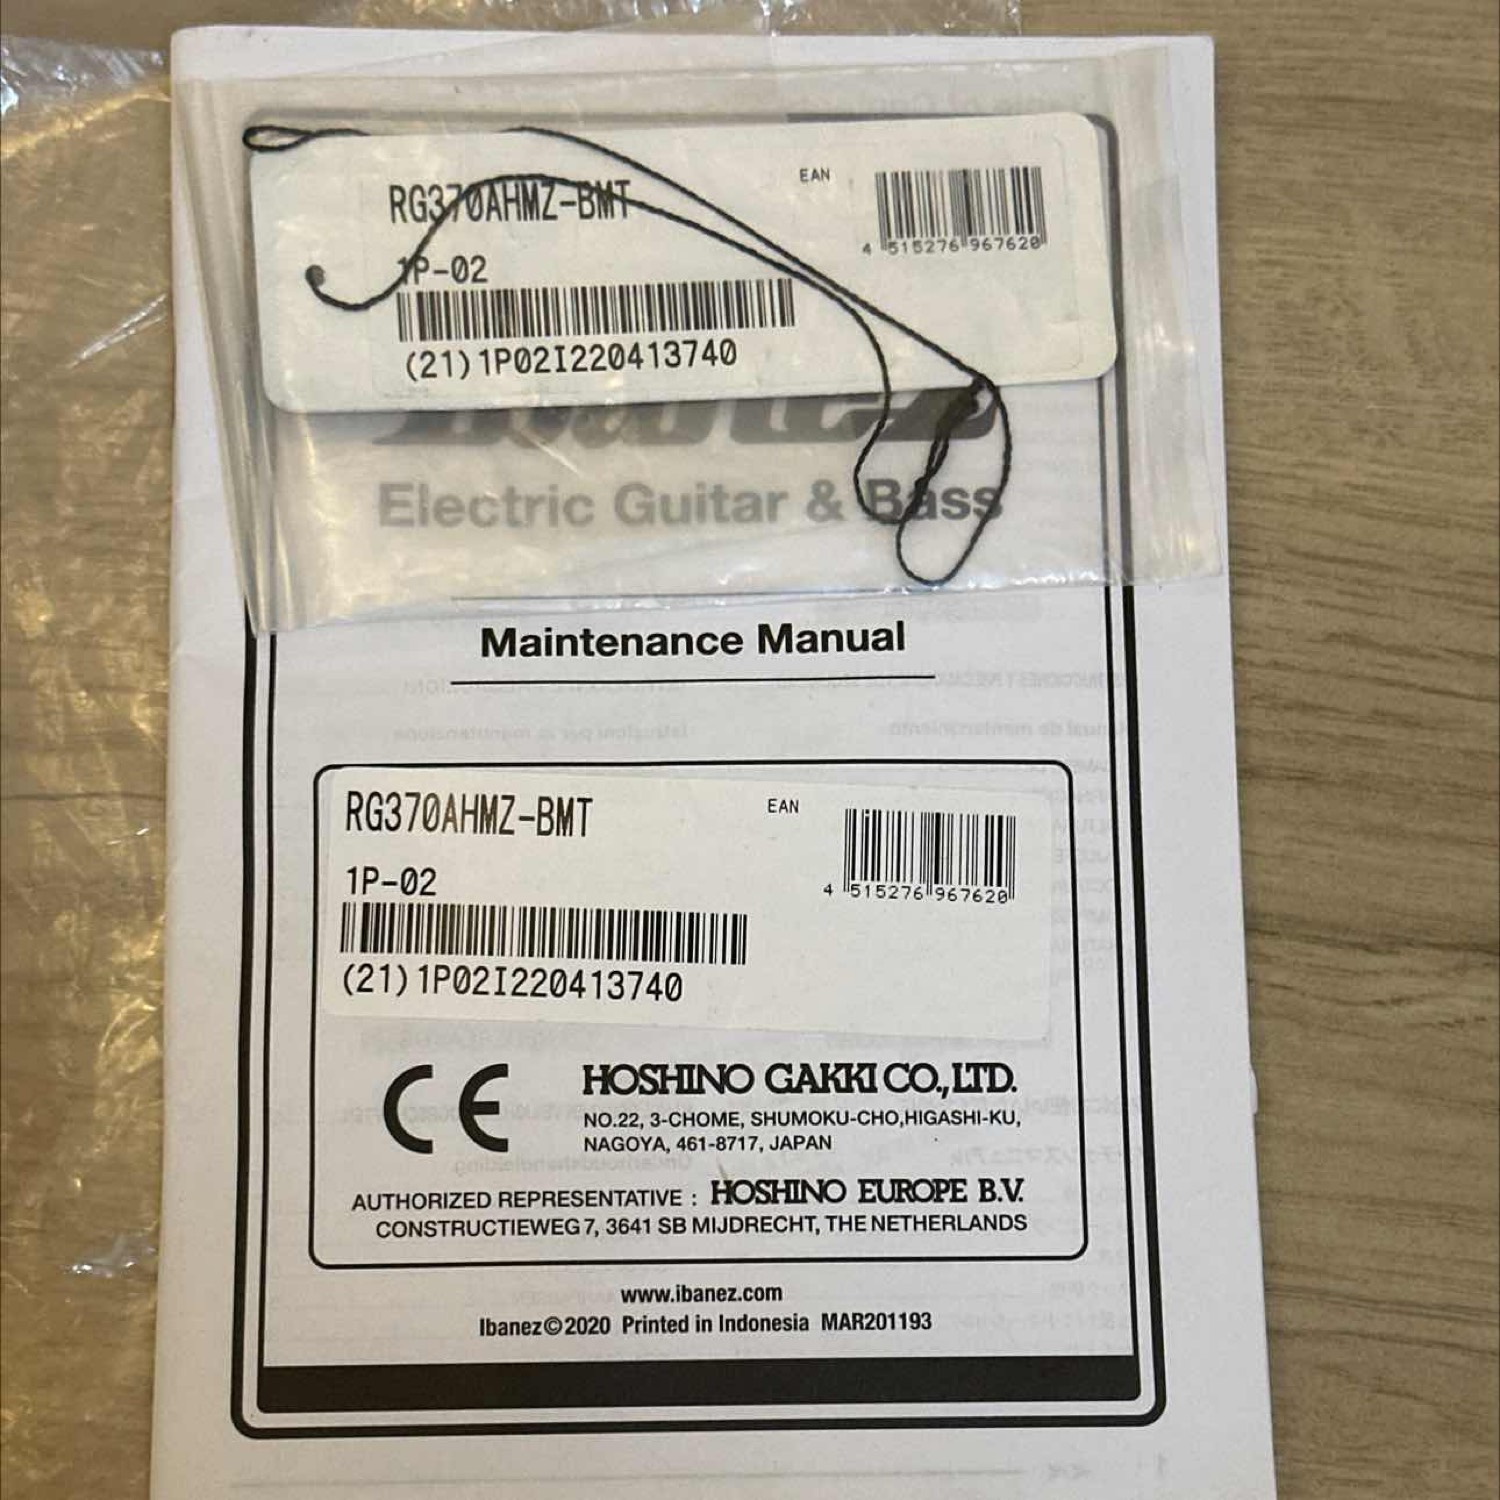 RG370AHMZ-BMT
EAN
4 515276 967620
1P-02
(21)1P02I220413740
Ibanez
Electric Guitar & Bass
Maintenance Manual
RG370AHMZ-BMT
EAN
1P-02
4 515276 967620
(21)1P02I220413740
CE
HOSHINO GAKKI CO.,LTD.
NO.22, 3-CHOME, SHUMOKU-CHO,HIGASHI-KU,
NAGOYA, 461-8717, JAPAN
AUTHORIZED REPRESENTATIVE : HOSHINO EUROPE B.V.
CONSTRUCTIEWEG 7, 3641 SB MIJDRECHT, THE NETHERLANDS
www.ibanez.com
Ibanez©2020 Printed in Indonesia MAR201193